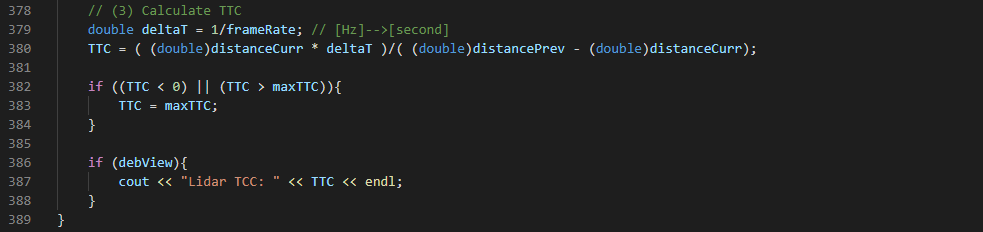 378 // (3) Calculate TTC
379 double deltaT = 1/frameRate; // [Hz]-->[second]
380 TTC = ( (double)distanceCurr * deltaT )/( (double)distancePrev - (double)distanceCurr);
381
382 if ((TTC < 0) || (TTC > maxTTC)){
383 TTC = maxTTC;
384 }
385
386 if (debView){
387 cout << "Lidar TCC: " << TTC << endl;
388 }
389 }